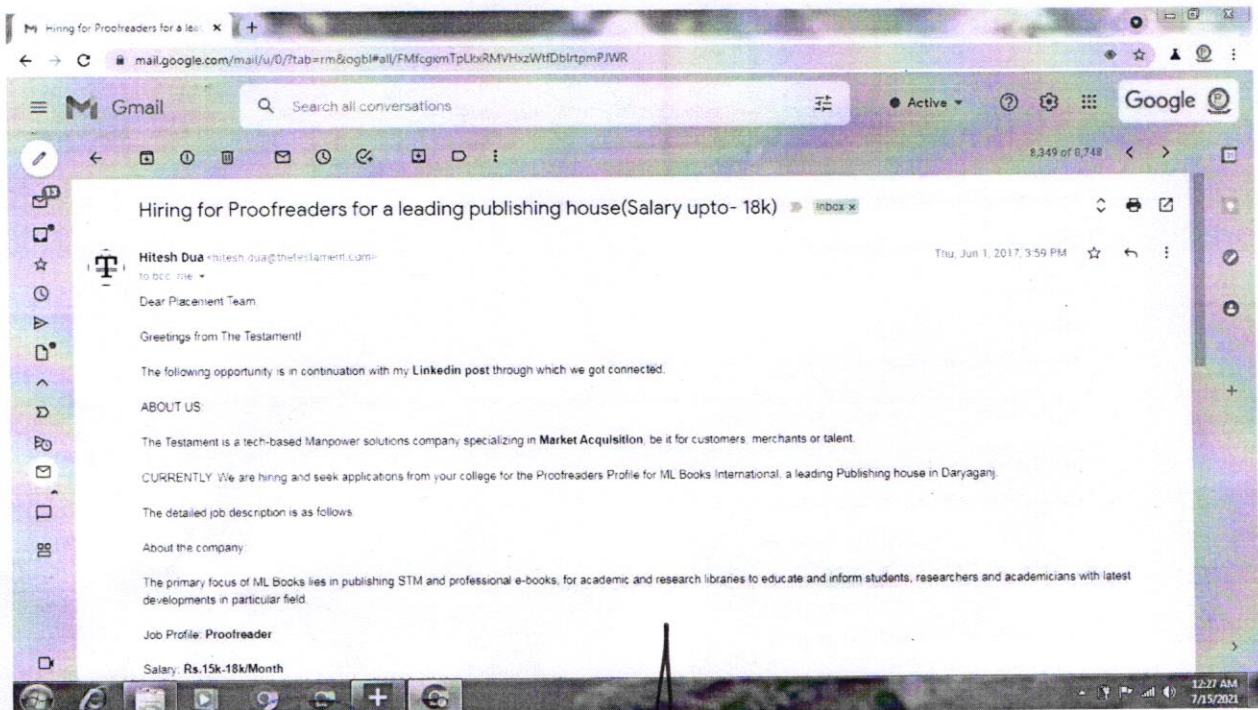 Hiring for Proofreaders for a lea
mail.google.com/mail/u/0/?tab=rm&ogbl#all/FMfcgxmTpLkxRMVHxzWtfDbIrtpmPJWR
Gmail
Search all conversations
Active
Google
8,349 of 8,748
Hiring for Proofreaders for a leading publishing house(Salary upto- 18k)
Inbox x
Hitesh Dua <hitesh.dua@thetestament.com>
Thu, Jun 1, 2017, 3:59 PM
to bcc: me
Dear Placement Team
Greetings from The Testament!
The following opportunity is in continuation with my Linkedin post through which we got connected.
ABOUT US:
The Testament is a tech-based Manpower solutions company specializing in Market Acquisition, be it for customers, merchants or talent.
CURRENTLY We are hiring and seek applications from your college for the Proofreaders Profile for ML Books International, a leading Publishing house in Daryaganj.
The detailed job description is as follows.
About the company:
The primary focus of ML Books lies in publishing STM and professional e-books, for academic and research libraries to educate and inform students, researchers and academicians with latest
developments in particular field.
Job Profile: Proofreader
Salary: Rs.15k-18k/Month
12:27 AM
7/15/2021